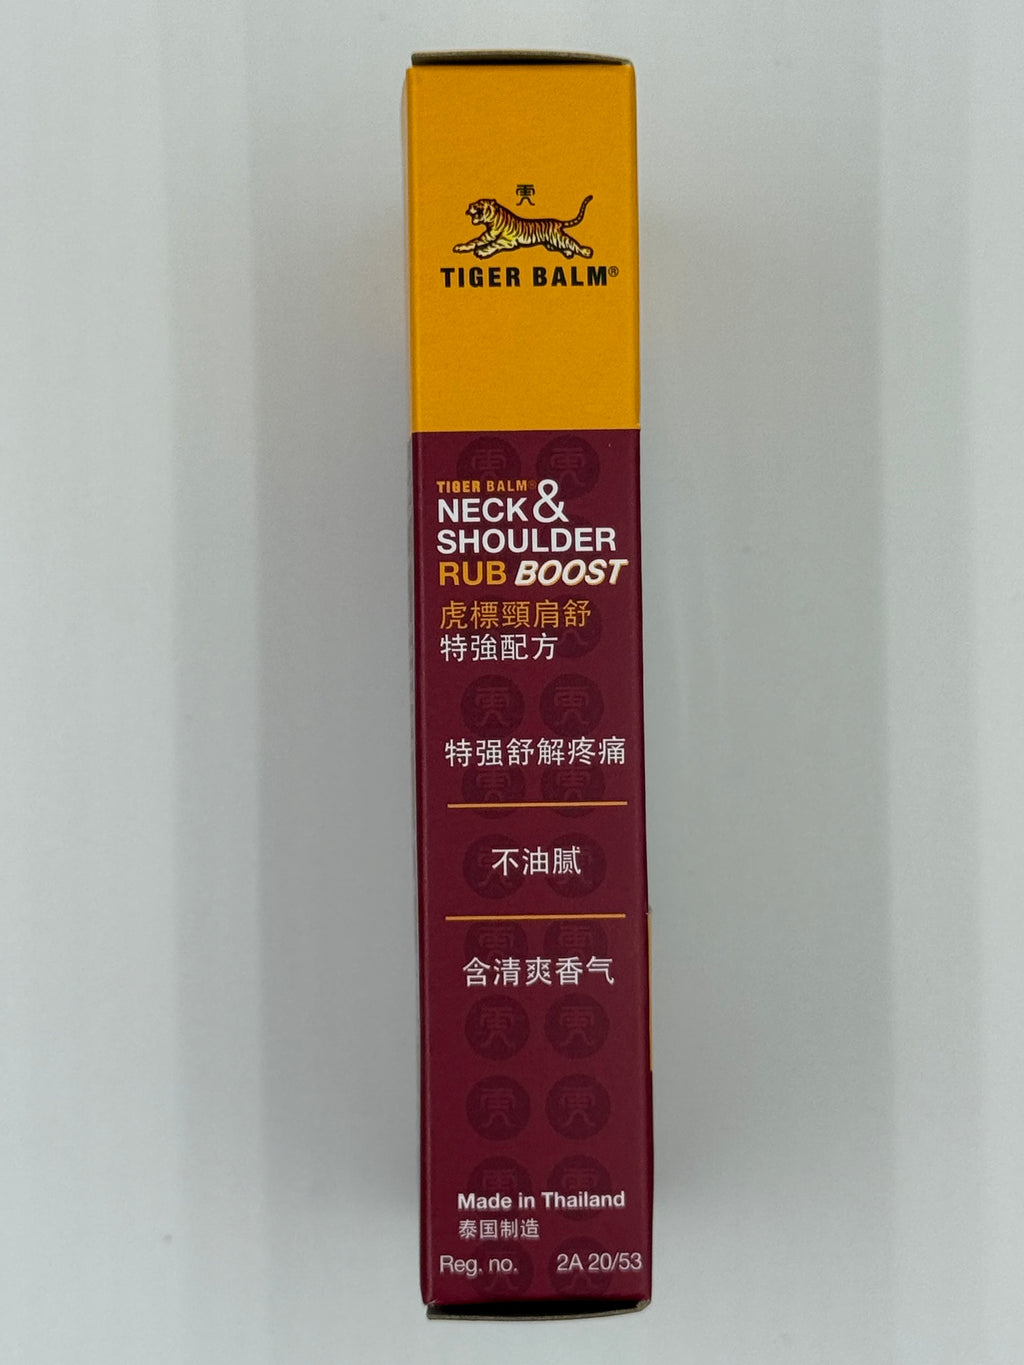 TIGER BALM®
TIGER BALM®
NECK &
SHOULDER
RUB BOOST
虎標頸肩舒
特強配方
特强舒解疼痛
不油腻
含清爽香气
Made in Thailand
泰国制造
Reg. no. 2A 20/53